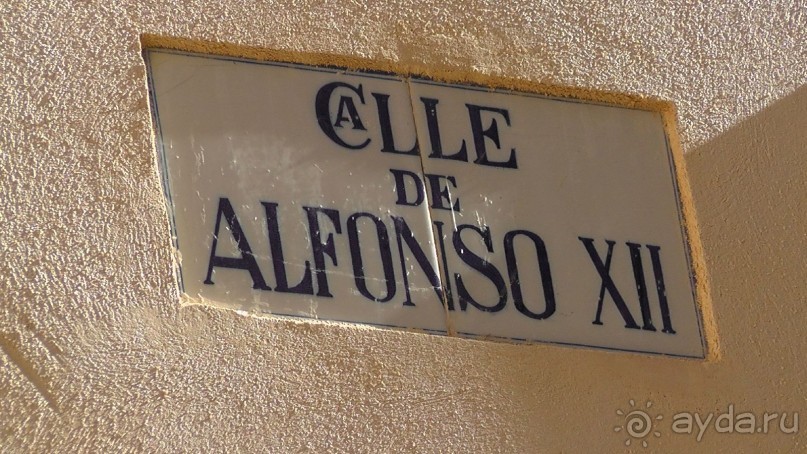 CALLE
DE
ALFONSO XII
ayda.ru